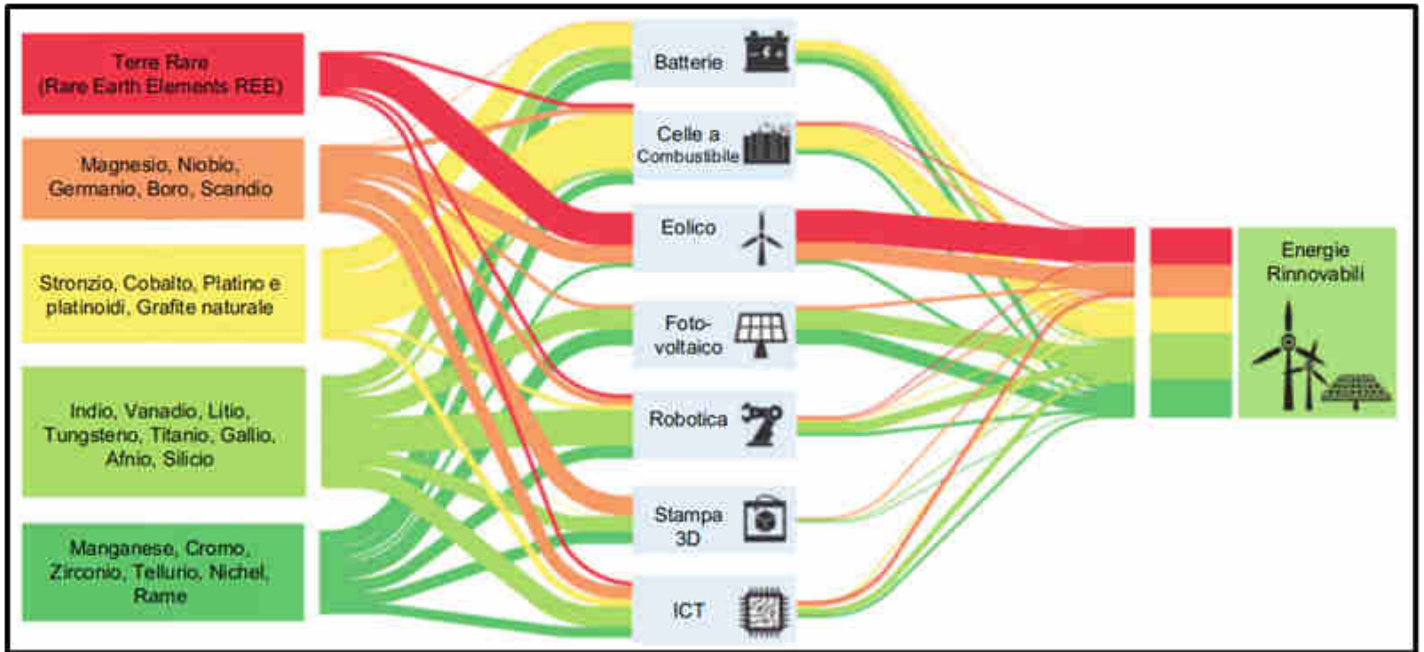 Terre Rare
(Rare Earth Elements REE)
Magnesio, Niobio,
Germanio, Boro, Scandio
Stronzio, Cobalto, Platino e
platinoidi, Grafite naturale
Indio, Vanadio, Litio,
Tungsteno, Titanio, Gallio,
Afnio, Silicio
Manganese, Cromo,
Zirconio, Tellurio, Nichel,
Rame
Batterie
Celle a
Combustibile
Eolico
Foto-
voltaico
Robotica
Stampa
3D
ICT
Energie
Rinnovabili